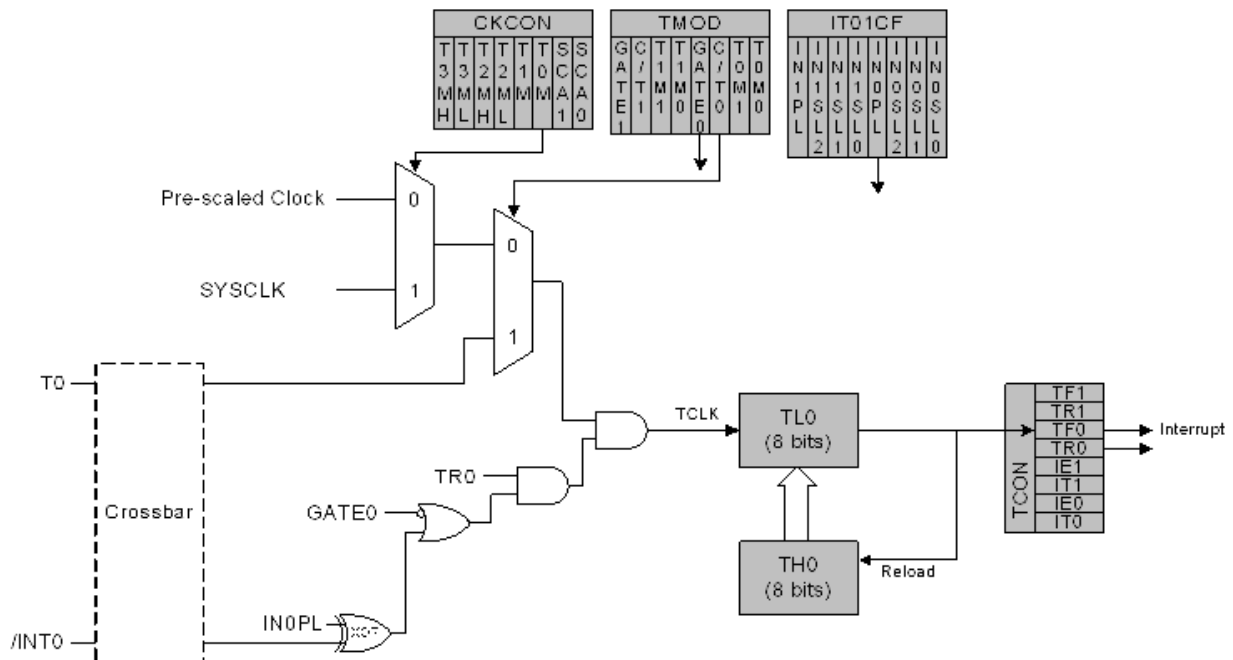 CKCON
T3MH
T3ML
T2MH
T2ML
T1M
T0M
SCA1
SCA0
TMOD
GATE1
C/T1
T1M1
T1M0
GATE0
C/T0
T0M1
T0M0
IT01CF
IN1PL
IN1SL2
IN1SL1
IN1SL0
IN0PL
IN0SL2
IN0SL1
IN0SL0
Pre-scaled Clock
0
SYSCLK
1
0
1
T0
Crossbar
/INT0
TR0
GATE0
IN0PL
XOR
TCLK
TL0
(8 bits)
TH0
(8 bits)
Reload
TCON
TF1
TR1
TF0
TR0
IE1
IT1
IE0
IT0
Interrupt